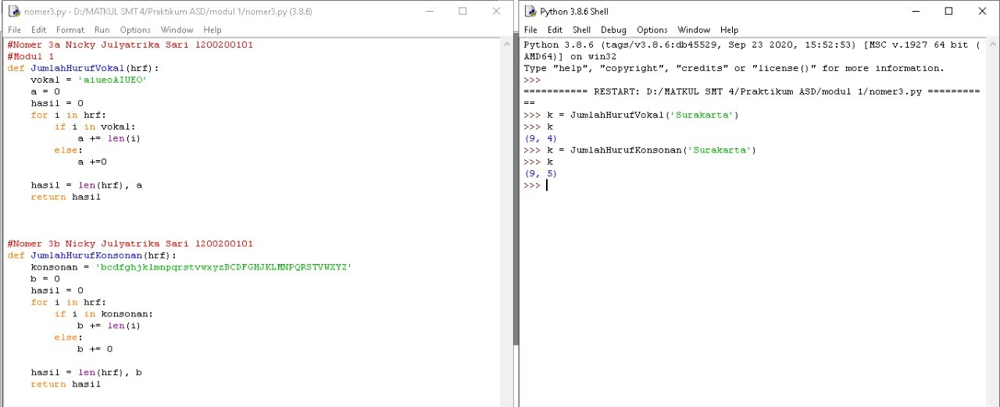 nomer3.py - D:/MATKUL SMT 4/Praktikum ASD/modul 1/nomer3.py (3.8.6)
File Edit Format Run Options Window Help
#Nomer 3a Nicky Julyatrika Sari l200200101
#Modul 1
def JumlahHurufVokal(hrf):
    vokal = 'aiueoAIUEO'
    a = 0
    hasil = 0
    for i in hrf:
        if i in vokal:
            a += len(i)
        else:
            a +=0
    hasil = len(hrf), a
    return hasil
#Nomer 3b Nicky Julyatrika Sari l200200101
def JumlahHurufKonsonan(hrf):
    konsonan = 'bcdfghjklmnpqrstvwxyzBCDFGHJKLMNPQRSTVWXYZ'
    b = 0
    hasil = 0
    for i in hrf:
        if i in konsonan:
            b += len(i)
        else:
            b += 0
    hasil = len(hrf), b
    return hasil
Python 3.8.6 Shell
File Edit Shell Debug Options Window Help
Python 3.8.6 (tags/v3.8.6:db45529, Sep 23 2020, 15:52:53) [MSC v.1927 64 bit (
AMD64)] on win32
Type "help", "copyright", "credits" or "license()" for more information.
>>>
=========== RESTART: D:/MATKUL SMT 4/Praktikum ASD/modul 1/nomer3.py =========
==
>>> k = JumlahHurufVokal('Surakarta')
>>> k
(9, 4)
>>> k = JumlahHurufKonsonan('Surakarta')
>>> k
(9, 5)
>>>